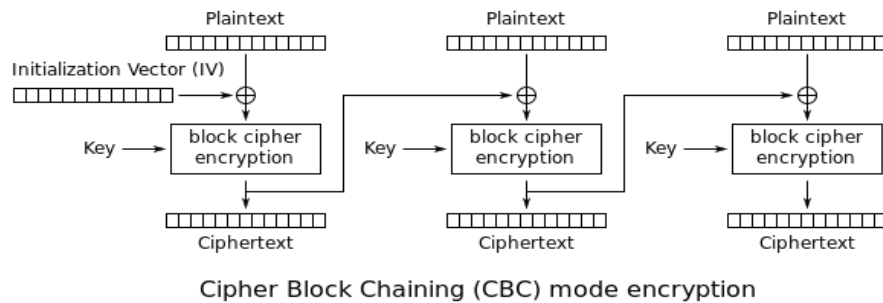 Plaintext Plaintext Plaintext
Initialization Vector (IV)
Key block cipher encryption Key block cipher encryption Key block cipher encryption
Ciphertext Ciphertext Ciphertext
Cipher Block Chaining (CBC) mode encryption